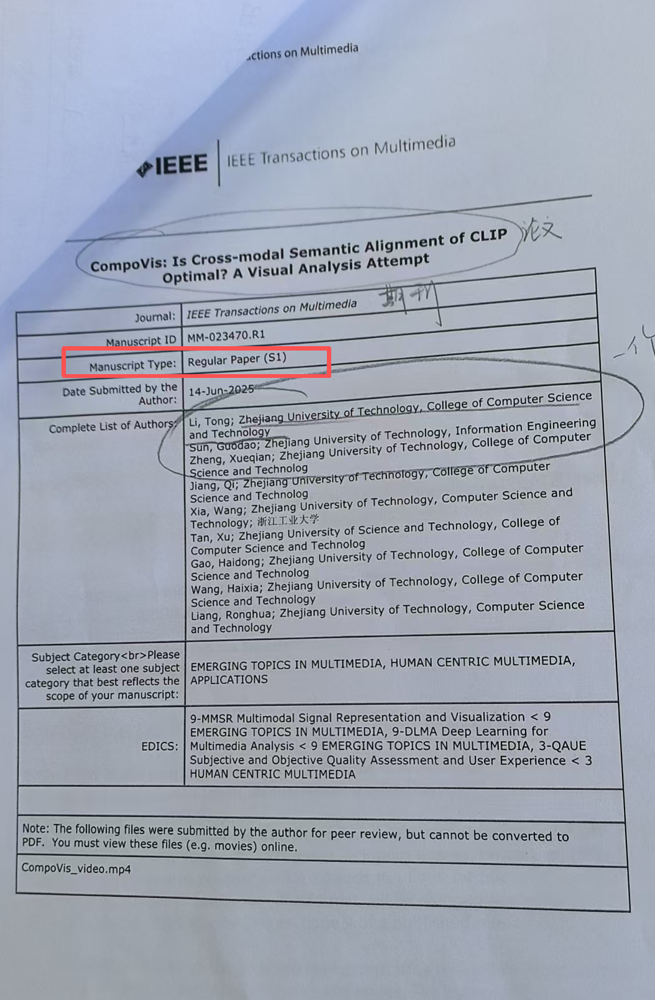 ctions on Multimedia
IEEE
IEEE Transactions on Multimedia
CompoVis: Is Cross-modal Semantic Alignment of CLIP
Optimal? A Visual Analysis Attempt
论文
期刊
Journal: IEEE Transactions on Multimedia
Manuscript ID MM-023470.R1
一个
Manuscript Type: Regular Paper (S1)
Date Submitted by the
Author:
14-Jun-2025
Complete List of Authors:
Li, Tong; Zhejiang University of Technology, College of Computer Science
and Technology
Sun, Guodao; Zhejiang University of Technology, Information Engineering
Zheng, Xueqian; Zhejiang University of Technology, College of Computer
Science and Technolog
Jiang, Qi; Zhejiang University of Technology, College of Computer
Science and Technolog
Xia, Wang; Zhejiang University of Technology, Computer Science and
Technology; 浙江工业大学
Tan, Xu; Zhejiang University of Science and Technology, College of
Computer Science and Technolog
Gao, Haidong; Zhejiang University of Technology, College of Computer
Science and Technolog
Wang, Haixia; Zhejiang University of Technology, College of Computer
Science and Technology
Liang, Ronghua; Zhejiang University of Technology, Computer Science
and Technology
Subject Category<br>Please
select at least one subject
category that best reflects the
scope of your manuscript:
EMERGING TOPICS IN MULTIMEDIA, HUMAN CENTRIC MULTIMEDIA,
APPLICATIONS
EDICS:
9-MMSR Multimodal Signal Representation and Visualization < 9
EMERGING TOPICS IN MULTIMEDIA, 9-DLMA Deep Learning for
Multimedia Analysis < 9 EMERGING TOPICS IN MULTIMEDIA, 3-QAUE
Subjective and Objective Quality Assessment and User Experience < 3
HUMAN CENTRIC MULTIMEDIA
Note: The following files were submitted by the author for peer review, but cannot be converted to
PDF. You must view these files (e.g. movies) online.
CompoVis_video.mp4